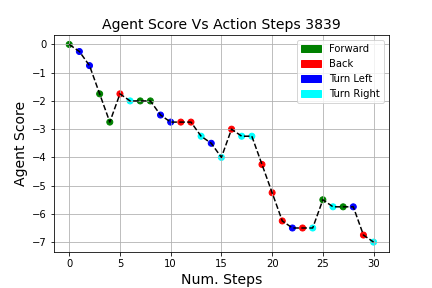 Agent Score Vs Action Steps 3839
Forward
Back
Turn Left
Turn Right
Agent Score
0
−1
−2
−3
−4
−5
−6
−7
0 5 10 15 20 25 30
Num. Steps